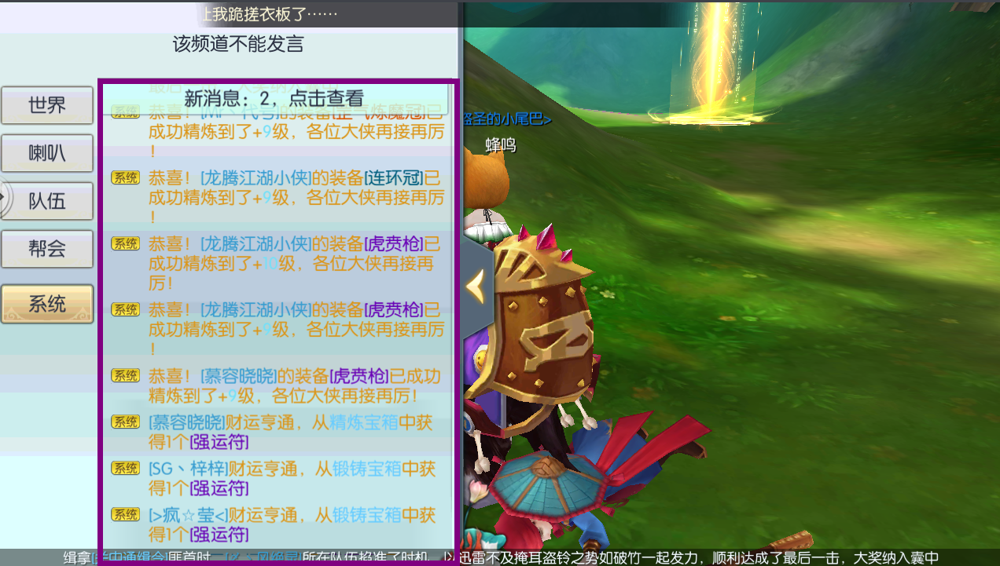 让我跪搓衣板了……
该频道不能发言
世界
喇叭
队伍
帮会
系统
新消息：2，点击查看
系统 恭喜！
的装备[正气炼魔冠]已
成功精炼到了+9级，各位大侠再接再厉
！
系统 恭喜！[龙腾江湖小侠]的装备[连环冠]已
成功精炼到了+9级，各位大侠再接再厉
！
系统 恭喜！[龙腾江湖小侠]的装备[虎贲枪]已
成功精炼到了+10级，各位大侠再接再
厉！
系统 恭喜！[龙腾江湖小侠]的装备[虎贲枪]已
成功精炼到了+9级，各位大侠再接再厉
！
系统 恭喜！[慕容晓晓]的装备[虎贲枪]已成功
精炼到了+9级，各位大侠再接再厉！
系统 [慕容晓晓]财运亨通，从精炼宝箱中获
得1个[强运符]
系统 [SG丶梓梓]财运亨通，从锻铸宝箱中获
得1个[强运符]
系统 [>疯☆莹<]财运亨通，从锻铸宝箱中获
得1个[强运符]
盗圣的小尾巴>
蜂鸣
缉拿
匪首时
所在队伍掐准了时机，以迅雷不及掩耳盗铃之势如破竹一起发力，顺利达成了最后一击，大奖纳入囊中